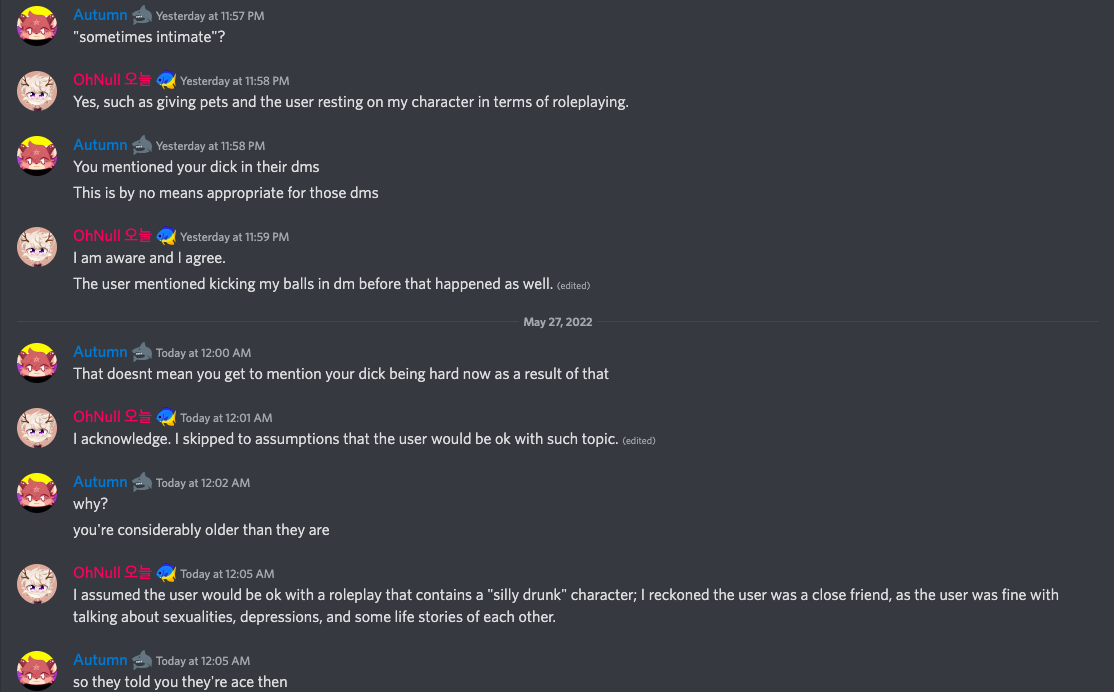 Autumn Yesterday at 11:57 PM
"sometimes intimate"?
OhNull 오늘 Yesterday at 11:58 PM
Yes, such as giving pets and the user resting on my character in terms of roleplaying.
Autumn Yesterday at 11:58 PM
You mentioned your dick in their dms
This is by no means appropriate for those dms
OhNull 오늘 Yesterday at 11:59 PM
I am aware and I agree.
The user mentioned kicking my balls in dm before that happened as well. (edited)
May 27, 2022
Autumn Today at 12:00 AM
That doesnt mean you get to mention your dick being hard now as a result of that
OhNull 오늘 Today at 12:01 AM
I acknowledge. I skipped to assumptions that the user would be ok with such topic. (edited)
Autumn Today at 12:02 AM
why?
you're considerably older than they are
OhNull 오늘 Today at 12:05 AM
I assumed the user would be ok with a roleplay that contains a "silly drunk" character; I reckoned the user was a close friend, as the user was fine with
talking about sexualities, depressions, and some life stories of each other.
Autumn Today at 12:05 AM
so they told you they're ace then